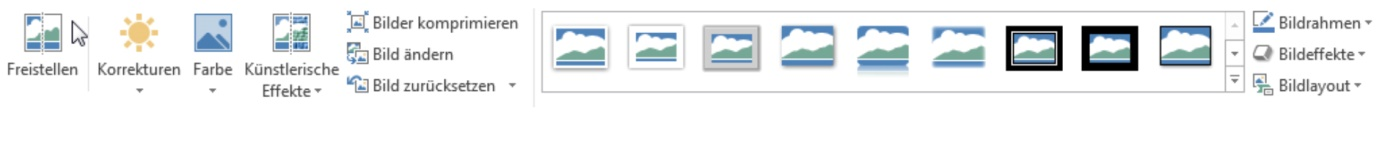 Freistellen
Korrekturen
Farbe
Künstlerische
Effekte
Bilder komprimieren
Bild ändern
Bild zurücksetzen
Bildrahmen
Bildeffekte
Bildlayout